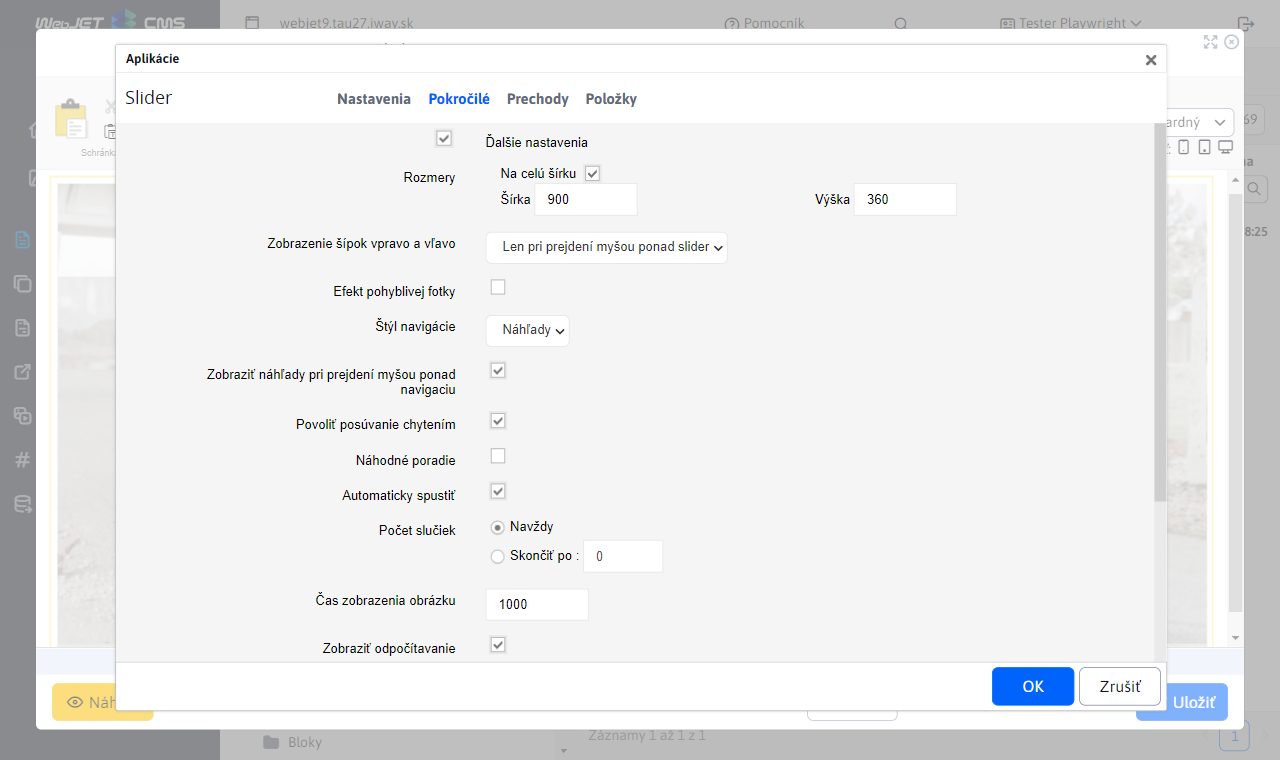 WebJET CMS
webjet9.tau27.iway.sk
Pomocník
Tester Playwright
Aplikácie
Slider
Nastavenia
Pokročilé
Prechody
Položky
Schránka
69
8:25
Ďalšie nastavenia
Rozmery
Na celú šírku
Šírka 900
Výška 360
Zobrazenie šípok vpravo a vľavo
Len pri prejdení myšou ponad slider
Efekt pohyblivej fotky
Štýl navigácie
Náhľady
Zobraziť náhľady pri prejdení myšou ponad
navigaciu
Povoliť posúvanie chytením
Náhodné poradie
Automaticky spustiť
Počet slučiek
Navždy
Skončiť po : 0
Čas zobrazenia obrázku
1000
Zobraziť odpočítavanie
OK
Zrušiť
Uložiť
Bloky
Záznamy 1 až 1 z 1
1